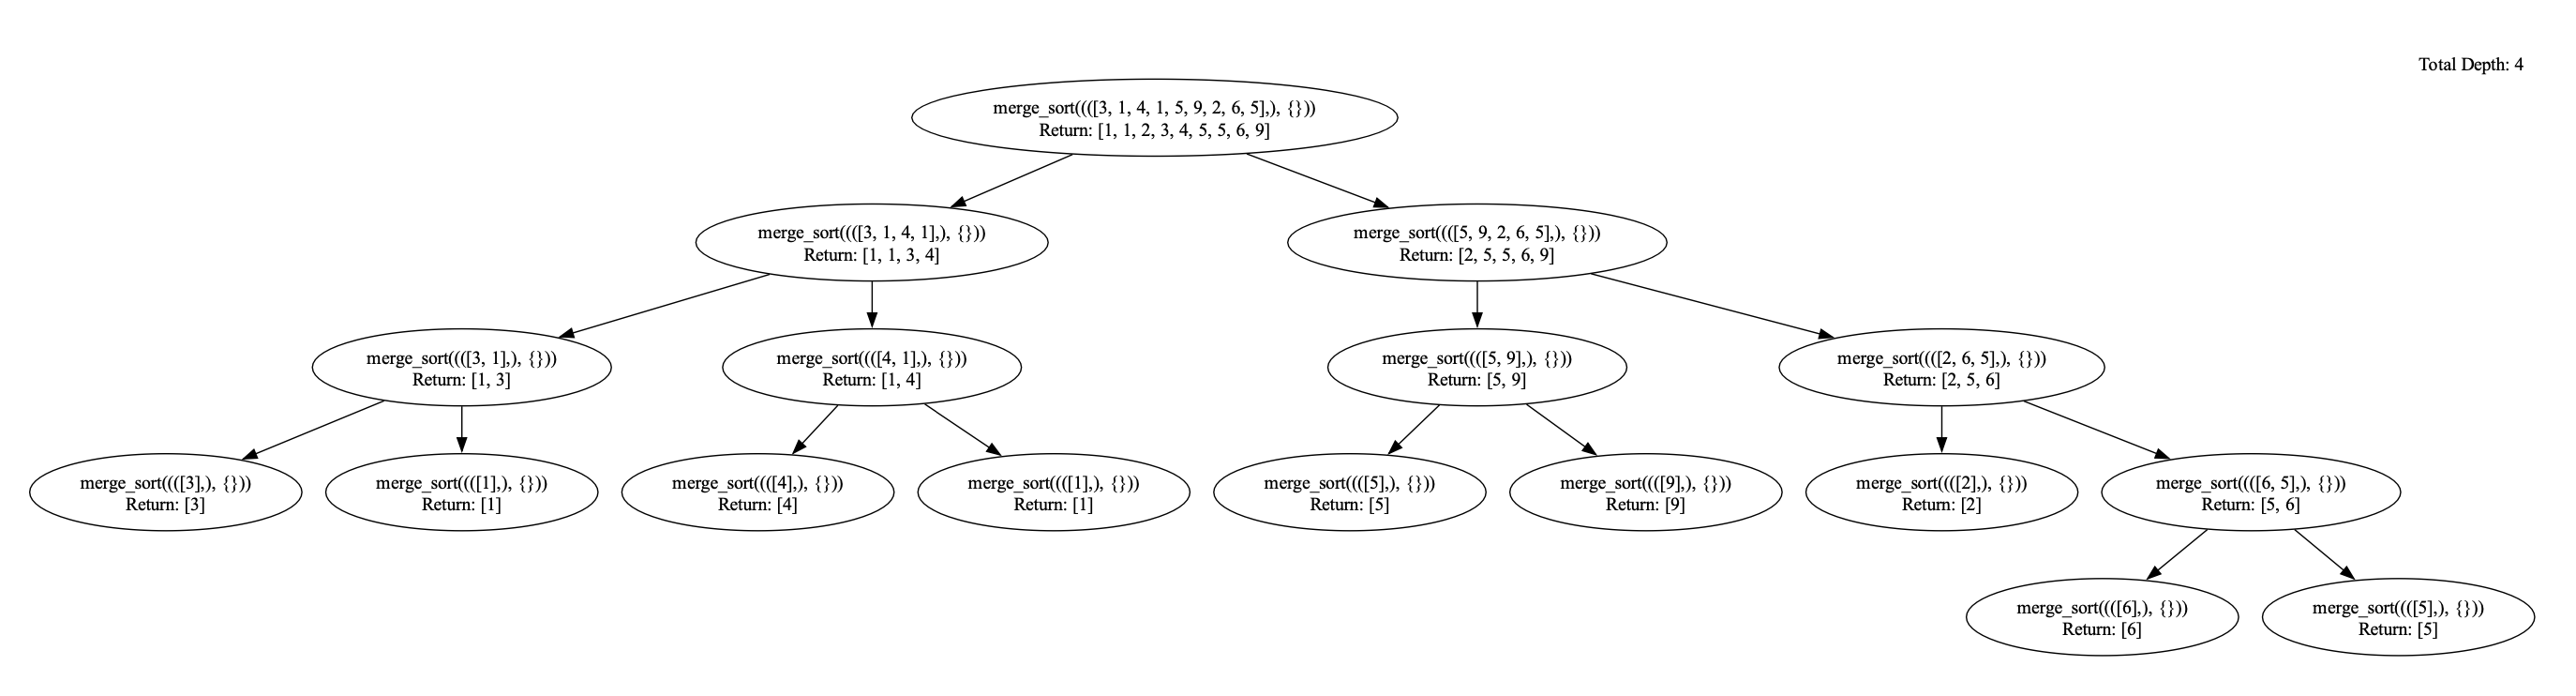 Total Depth: 4
merge_sort((([3, 1, 4, 1, 5, 9, 2, 6, 5],), {}))
Return: [1, 1, 2, 3, 4, 5, 5, 6, 9]
merge_sort((([3, 1, 4, 1],), {}))
Return: [1, 1, 3, 4]
merge_sort((([5, 9, 2, 6, 5],), {}))
Return: [2, 5, 5, 6, 9]
merge_sort((([3, 1],), {}))
Return: [1, 3]
merge_sort((([4, 1],), {}))
Return: [1, 4]
merge_sort((([5, 9],), {}))
Return: [5, 9]
merge_sort((([2, 6, 5],), {}))
Return: [2, 5, 6]
merge_sort((([3],), {}))
Return: [3]
merge_sort((([1],), {}))
Return: [1]
merge_sort((([4],), {}))
Return: [4]
merge_sort((([1],), {}))
Return: [1]
merge_sort((([5],), {}))
Return: [5]
merge_sort((([9],), {}))
Return: [9]
merge_sort((([2],), {}))
Return: [2]
merge_sort((([6, 5],), {}))
Return: [5, 6]
merge_sort((([6],), {}))
Return: [6]
merge_sort((([5],), {}))
Return: [5]